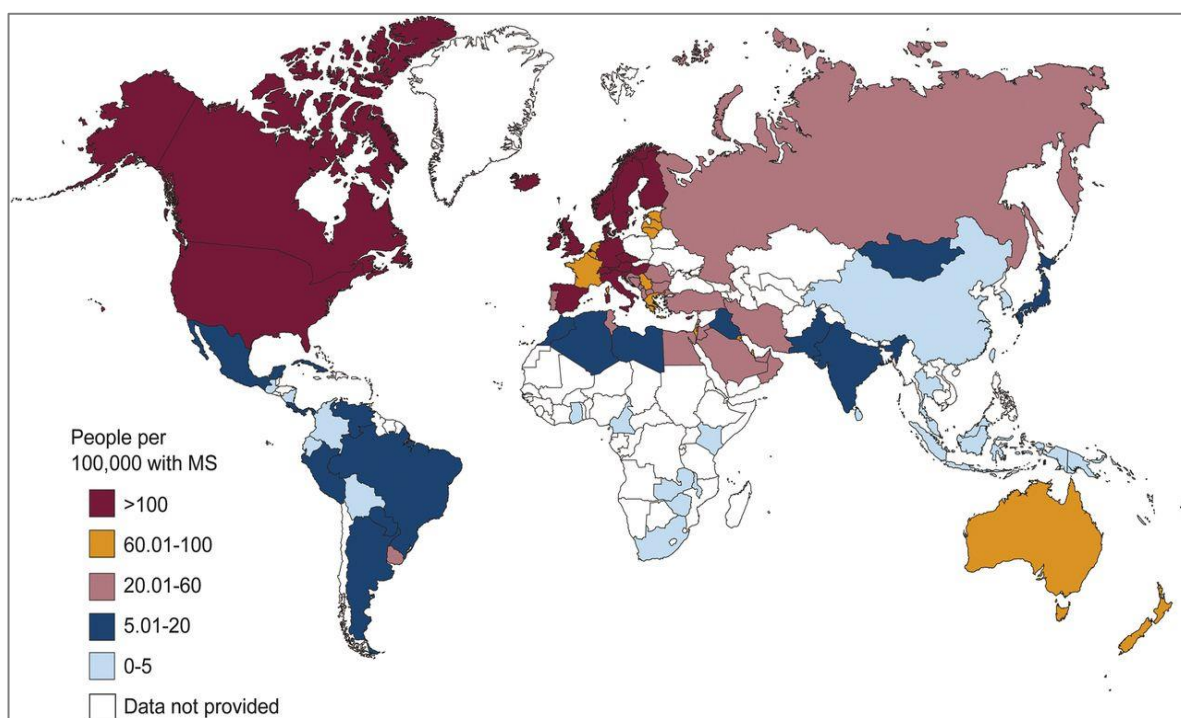 People per
100,000 with MS
>100
60.01-100
20.01-60
5.01-20
0-5
Data not provided